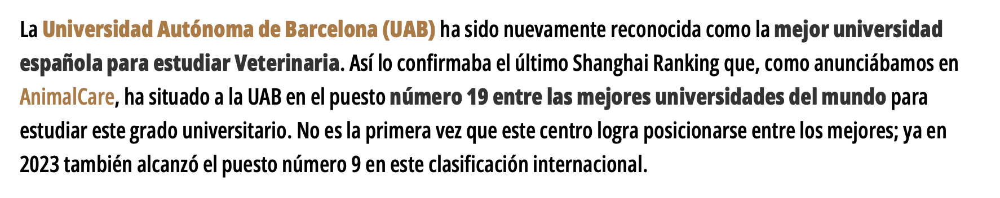 La Universidad Autónoma de Barcelona (UAB) ha sido nuevamente reconocida como la mejor universidad
española para estudiar Veterinaria. Así lo confirmaba el último Shanghai Ranking que, como anunciábamos en
AnimalCare, ha situado a la UAB en el puesto número 19 entre las mejores universidades del mundo para
estudiar este grado universitario. No es la primera vez que este centro logra posicionarse entre los mejores; ya en
2023 también alcanzó el puesto número 9 en este clasificación internacional.